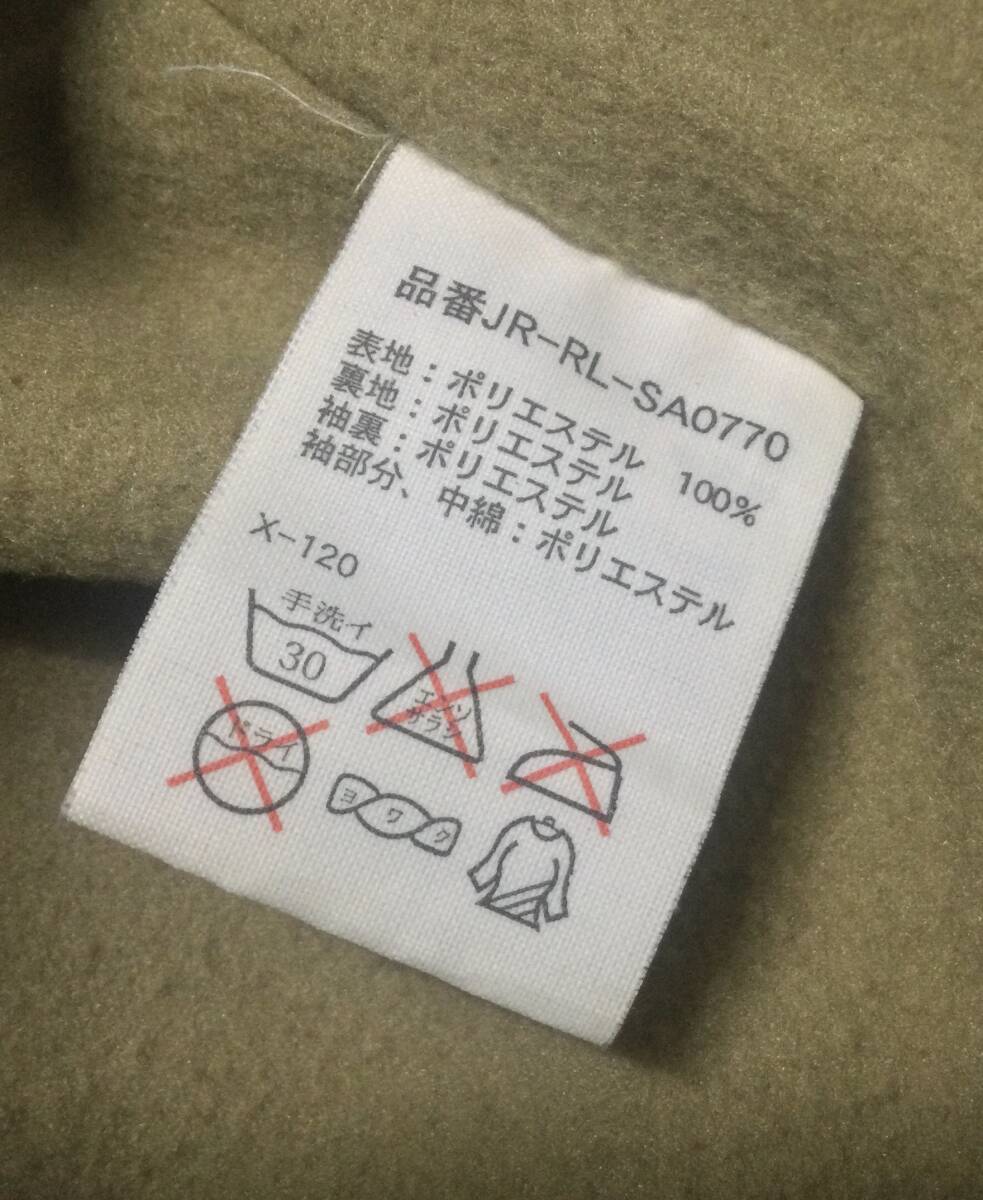 品番JR-RL-SA0770
表地：ポリエステル 100%
裏地：ポリエステル
袖裏：ポリエステル
袖部分、中綿：ポリエステル
X-120
手洗イ
30
エンソ
サラシ
ドライ
ヨワク